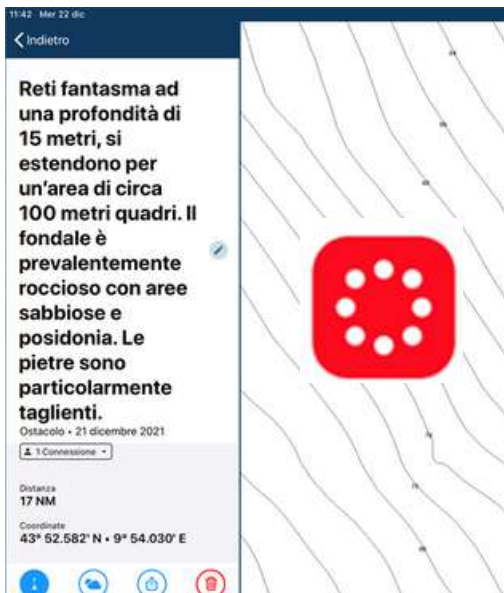 11:42 Mer 22 dic
Indietro
Reti fantasma ad
una profondità di
15 metri, si
estendono per
un'area di circa
100 metri quadri. Il
fondale è
prevalentemente
roccioso con aree
sabbiose e
posidonia. Le
pietre sono
particolarmente
taglienti.
Ostacolo • 21 dicembre 2021
1 Connessione
Distanza
17 NM
Coordinate
43° 52.582' N • 9° 54.030' E